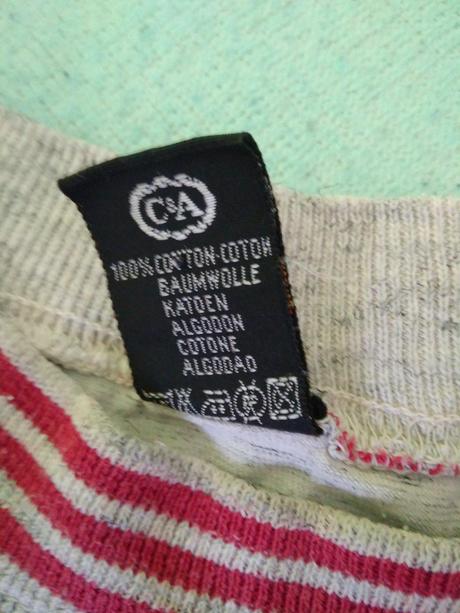 C&A
100% COTTON-COTON
BAUMWOLLE
KATOEN
ALGODON
COTONE
ALGODAO